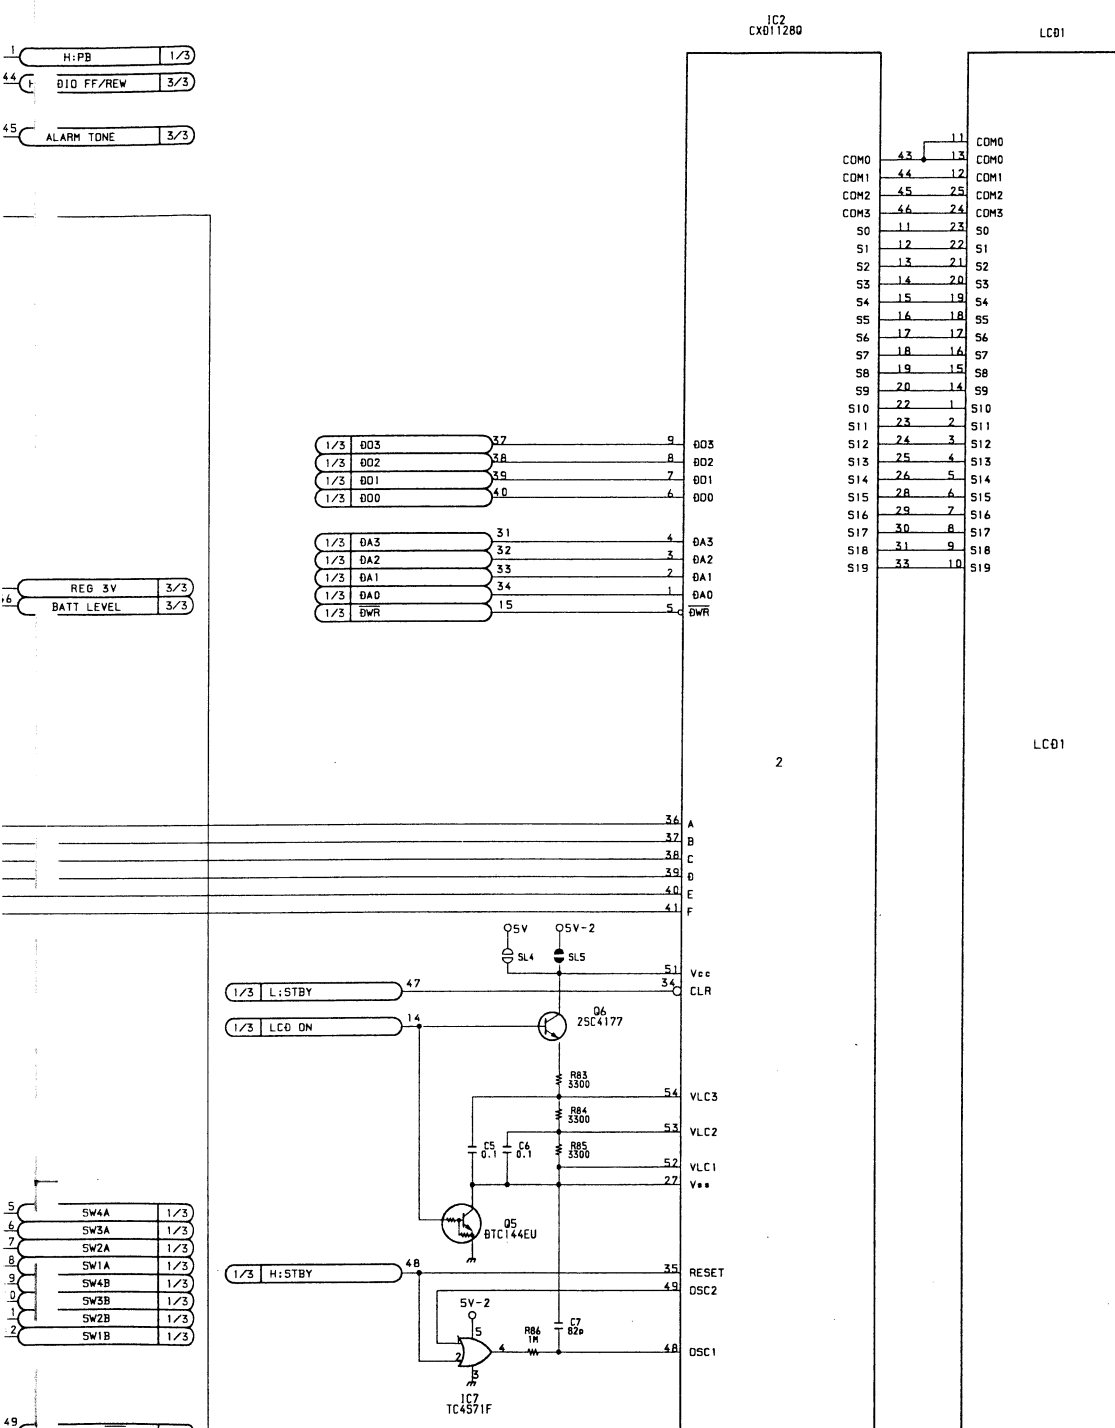 IC2
CXD1128Q
LCD1
1 H:PB 1/3
44 DIO FF/REW 3/3
45 ALARM TONE 3/3
11 COM0
COM0 43 13 COM0
COM1 44 12 COM1
COM2 45 25 COM2
COM3 46 24 COM3
S0 11 23 S0
S1 12 22 S1
S2 13 21 S2
S3 14 20 S3
S4 15 19 S4
S5 16 18 S5
S6 17 17 S6
S7 18 16 S7
S8 19 15 S8
S9 20 14 S9
S10 22 1 S10
S11 23 2 S11
S12 24 3 S12
S13 25 4 S13
S14 26 5 S14
S15 28 6 S15
S16 29 7 S16
S17 30 8 S17
S18 31 9 S18
S19 33 10 S19
1/3 DO3 37 9 DO3
1/3 DO2 38 8 DO2
1/3 DO1 39 7 DO1
1/3 DO0 40 6 DO0
1/3 DA3 31 4 DA3
1/3 DA2 32 3 DA2
1/3 DA1 33 2 DA1
1/3 DA0 34 1 DA0
1/3 DWR 15 5 DWR
REG 3V 3/3
BATT LEVEL 3/3
2
LCD1
36 A
37 B
38 C
39 D
40 E
41 F
5V 5V-2
SL4 SL5
51 Vcc
1/3 L:STBY 47 34 CLR
1/3 LCD ON 14
Q6
2SC4177
R83
3300
54 VLC3
R84
3300
53 VLC2
C5
0.1
C6
0.1
R85
3300
52 VLC1
27 Vss
Q5
DTC144EU
5 SW4A 1/3
6 SW3A 1/3
7 SW2A 1/3
8 SW1A 1/3
9 SW4B 1/3
0 SW3B 1/3
1 SW2B 1/3
2 SW1B 1/3
1/3 H:STBY 48 35 RESET
49 OSC2
5V-2
5
C7
82p
R86
1M
2 4 48 OSC1
3
IC7
TC4S71F
49